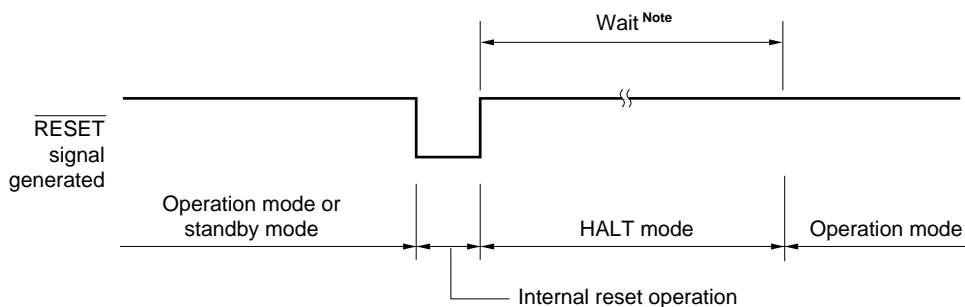 Wait Note
RESET
signal
generated
Operation mode or
standby mode
HALT mode
Operation mode
Internal reset operation